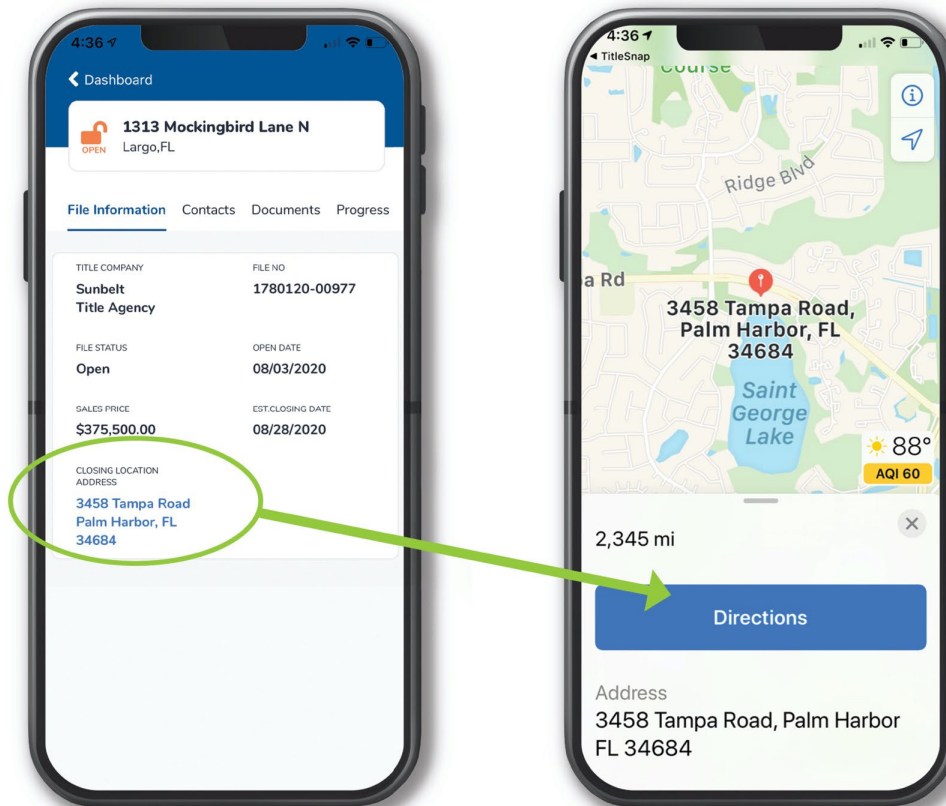 4:36
Dashboard
OPEN
1313 Mockingbird Lane N
Largo,FL
File Information Contacts Documents Progress
TITLE COMPANY
Sunbelt
Title Agency
FILE NO
1780120-00977
FILE STATUS
Open
OPEN DATE
08/03/2020
SALES PRICE
$375,500.00
EST.CLOSING DATE
08/28/2020
CLOSING LOCATION
ADDRESS
3458 Tampa Road
Palm Harbor, FL
34684
4:36
TitleSnap
Course
Ridge Blvd
a Rd
3458 Tampa Road,
Palm Harbor, FL
34684
Saint
George
Lake
88°
AQI 60
2,345 mi
Directions
Address
3458 Tampa Road, Palm Harbor
FL 34684